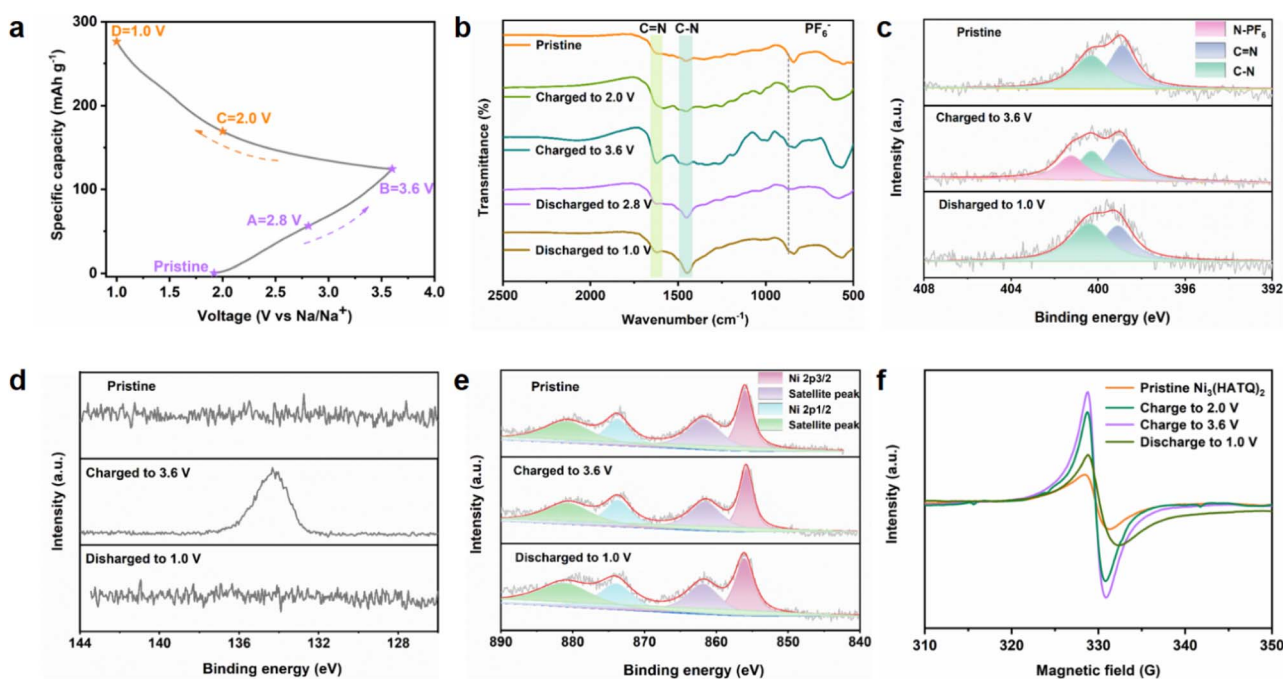 a
D=1.0 V
C=2.0 V
B=3.6 V
A=2.8 V
Pristine
300
200
100
0
1.0 1.5 2.0 2.5 3.0 3.5 4.0
Specific capacity (mAh g⁻¹)
Voltage (V vs Na/Na⁺)
b
C=N C-N PF₆⁻
Pristine
Charged to 2.0 V
Charged to 3.6 V
Discharged to 2.8 V
Discharged to 1.0 V
2500 2000 1500 1000 500
Transmittance (%)
Wavenumber (cm⁻¹)
c
Pristine
N-PF₆
C=N
C-N
Charged to 3.6 V
Disharged to 1.0 V
408 404 400 396 392
Intensity (a.u.)
Binding energy (eV)
d
Pristine
Charged to 3.6 V
Disharged to 1.0 V
144 140 136 132 128
Intensity (a.u.)
Binding energy (eV)
e
Pristine
Ni 2p3/2
Satellite peak
Ni 2p1/2
Satellite peak
Charged to 3.6 V
Discharged to 1.0 V
890 880 870 860 850 840
Intensity (a.u.)
Binding energy (eV)
f
Pristine Ni₃(HATQ)₂
Charge to 2.0 V
Charge to 3.6 V
Discharge to 1.0 V
310 320 330 340 350
Intensity (a.u.)
Magnetic field (G)